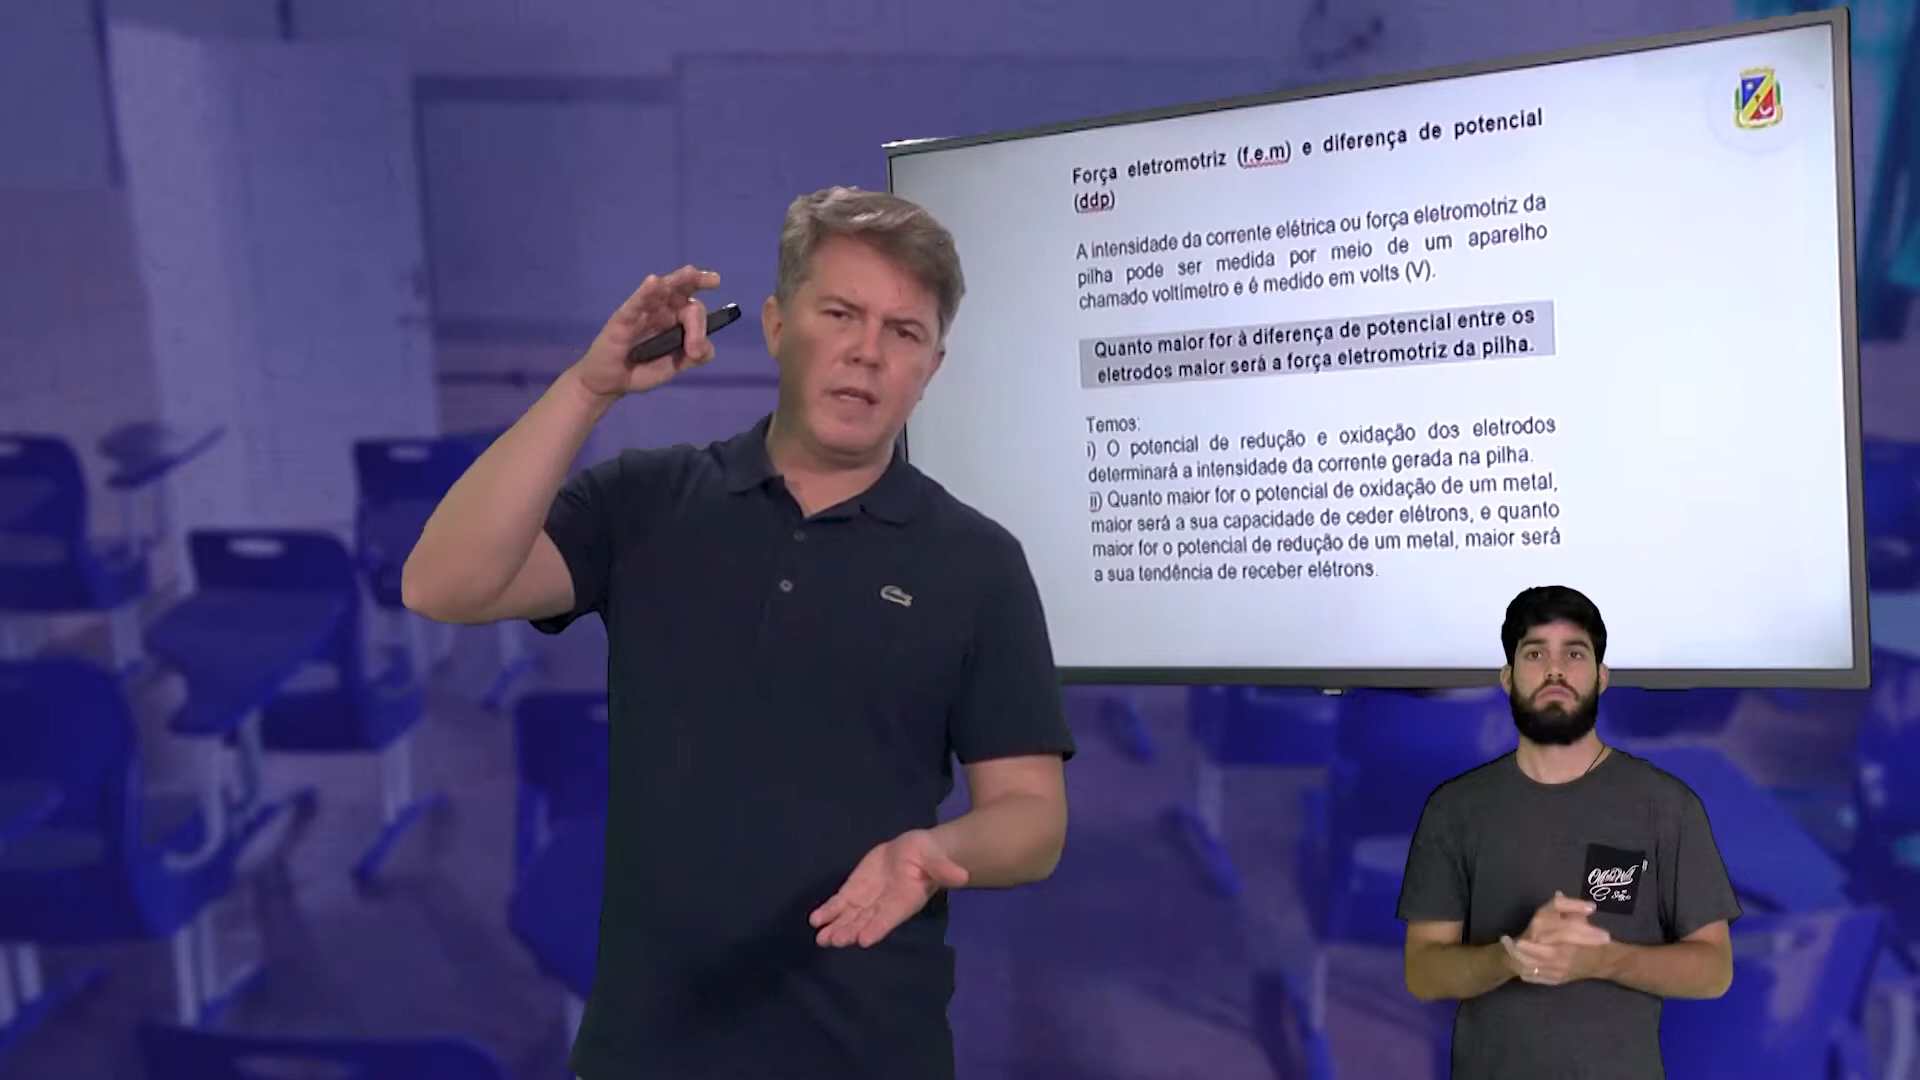 Força eletromotriz (f.e.m) e diferença de potencial
(ddp)
A intensidade da corrente elétrica ou força eletromotriz da
pilha pode ser medida por meio de um aparelho
chamado voltímetro e é medido em volts (V).
Quanto maior for à diferença de potencial entre os
eletrodos maior será a força eletromotriz da pilha.
Temos:
i) O potencial de redução e oxidação dos eletrodos
determinará a intensidade da corrente gerada na pilha.
ii) Quanto maior for o potencial de oxidação de um metal,
maior será a sua capacidade de ceder elétrons, e quanto
maior for o potencial de redução de um metal, maior será
a sua tendência de receber elétrons.